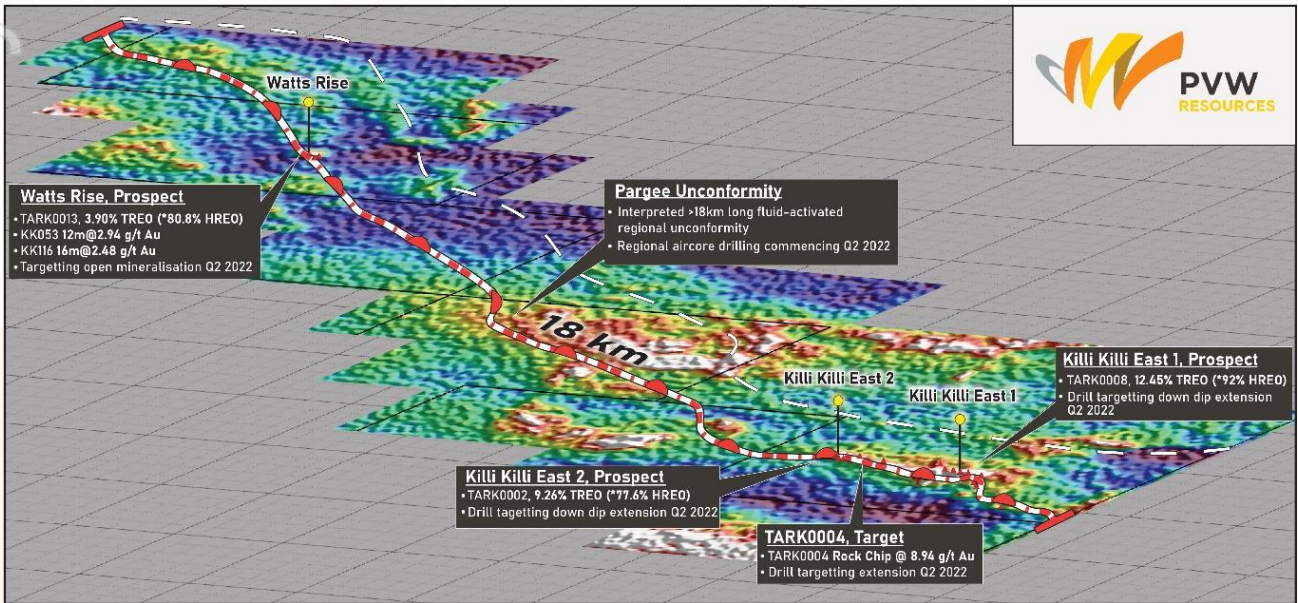 PVW
RESOURCES
Watts Rise
Watts Rise, Prospect
• TARK0013, 3.90% TREO (*80.8% HREO)
• KK053 12m@2.94 g/t Au
• KK116 16m@2.48 g/t Au
• Targetting open mineralisation Q2 2022
Pargee Unconformity
• Interpreted >18km long fluid-activated
regional unconformity
• Regional aircore drilling commencing Q2 2022
18 km
Killi Killi East 2
Killi Killi East 1
Killi Killi East 1, Prospect
• TARK0008, 12.45% TREO (*92% HREO)
• Drill targetting down dip extension
Q2 2022
Killi Killi East 2, Prospect
• TARK0002, 9.26% TREO (*77.6% HREO)
• Drill tagetting down dip extension Q2 2022
TARK0004, Target
• TARK0004 Rock Chip @ 8.94 g/t Au
• Drill targetting extension Q2 2022